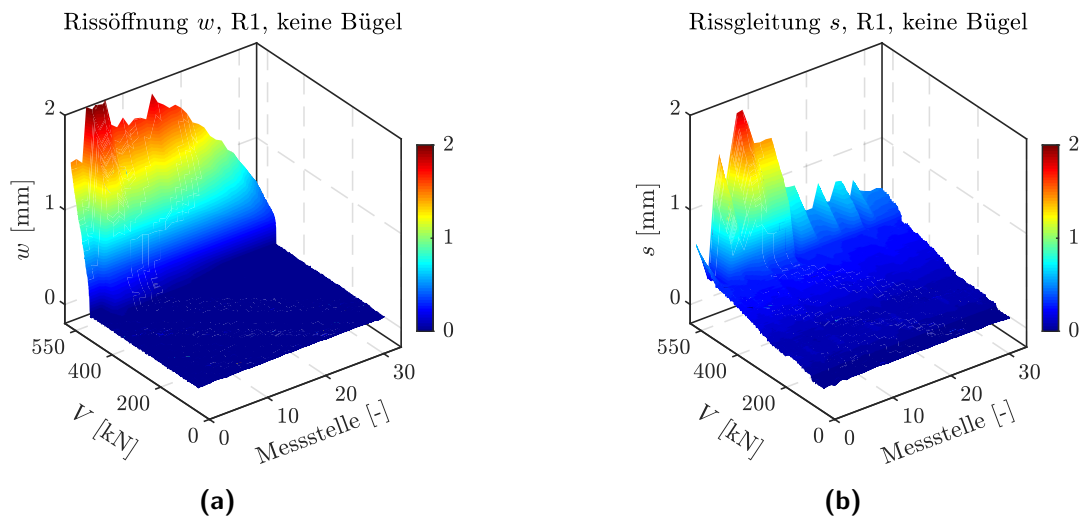 Rissöffnung w, R1, keine Bügel
2
1
0
w [mm]
550
400
200
0
V [kN]
0
10
20
30
Messstelle [-]
2
1
0
(a)
Rissgleitung s, R1, keine Bügel
2
1
0
s [mm]
550
400
200
0
V [kN]
0
10
20
30
Messstelle [-]
2
1
0
(b)